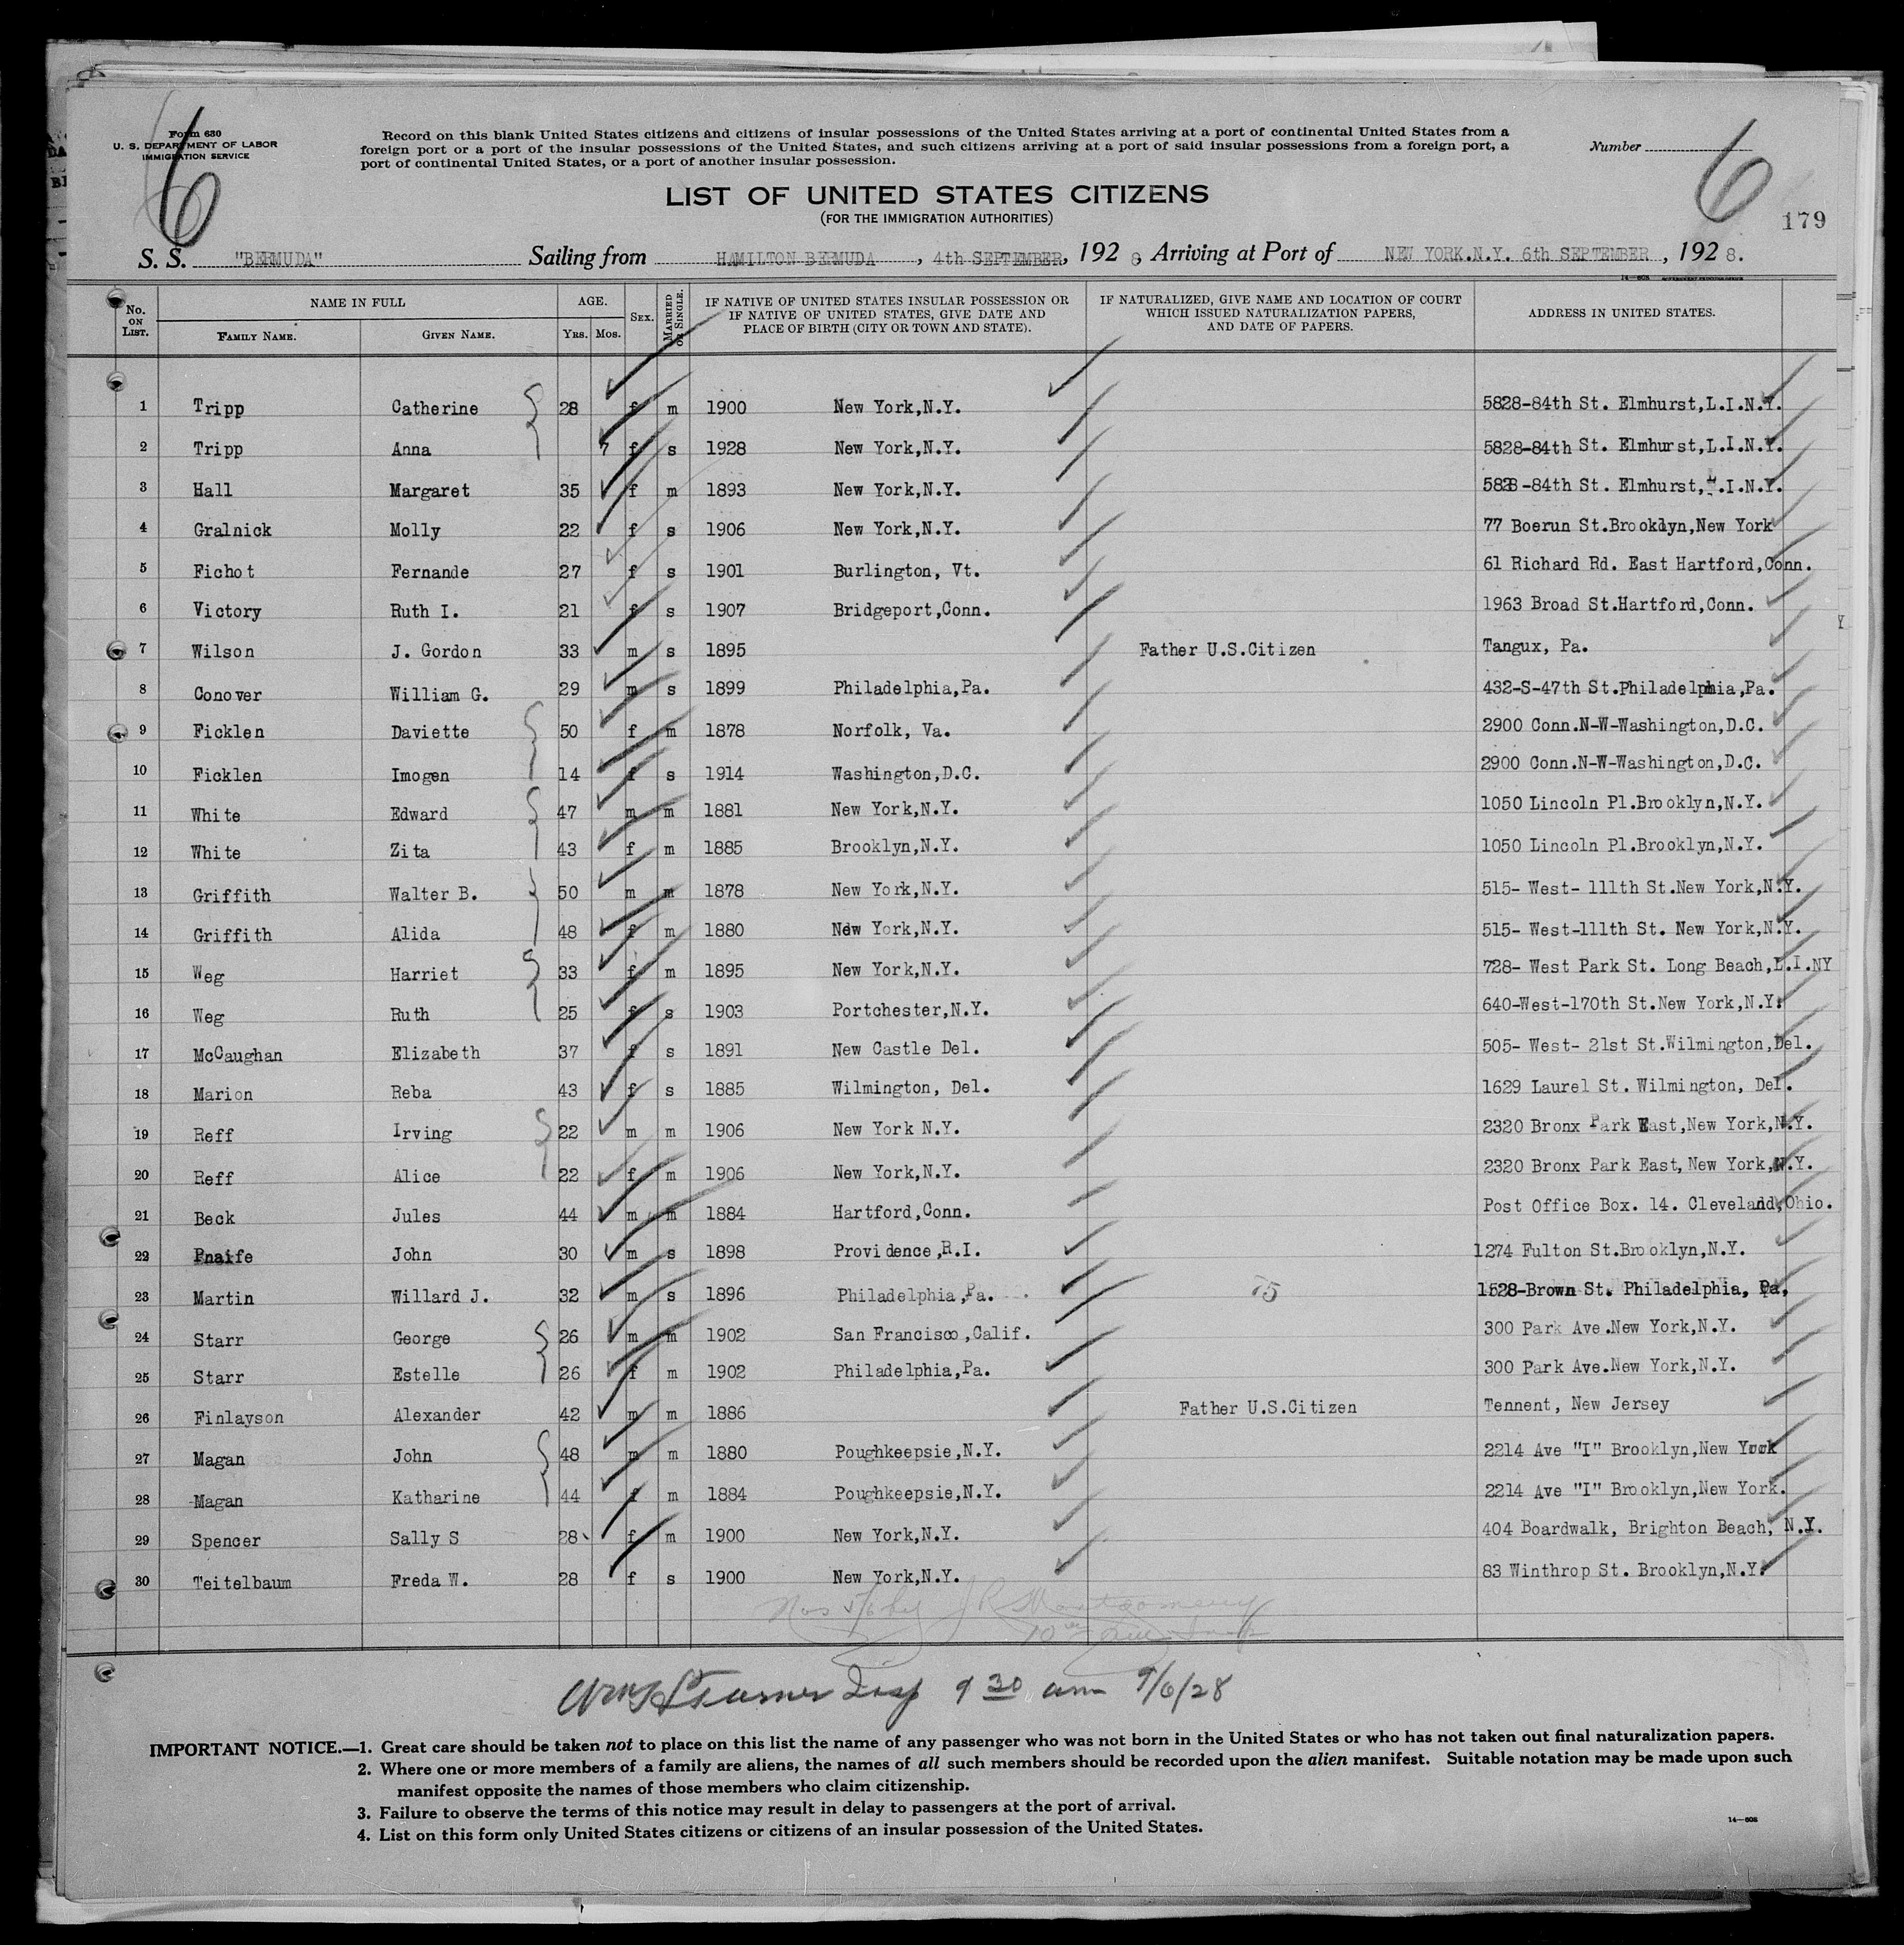 6
6
Form 630
U. S. DEPARTMENT OF LABOR
IMMIGRATION SERVICE
Record on this blank United States citizens and citizens of insular possessions of the United States arriving at a port of continental United States from a
foreign port or a port of the insular possessions of the United States, and such citizens arriving at a port of said insular possessions from a foreign port, a
port of continental United States, or a port of another insular possession.
Number
LIST OF UNITED STATES CITIZENS
(FOR THE IMMIGRATION AUTHORITIES)
179
S. S. "BERMUDA" Sailing from HAMILTON BERMUDA, 4th SEPTEMBER, 1928, Arriving at Port of NEW YORK.N.Y. 6th SEPTEMBER, 1928.
No. ON LIST. NAME IN FULL FAMILY NAME. GIVEN NAME. AGE. YRS. MOS. SEX. MARRIED OR SINGLE. IF NATIVE OF UNITED STATES INSULAR POSSESSION OR IF NATIVE OF UNITED STATES, GIVE DATE AND PLACE OF BIRTH (CITY OR TOWN AND STATE). IF NATURALIZED, GIVE NAME AND LOCATION OF COURT WHICH ISSUED NATURALIZATION PAPERS, AND DATE OF PAPERS. ADDRESS IN UNITED STATES.
1 Tripp Catherine 28 f m 1900 New York,N.Y. 5828-84th St. Elmhurst,L.I.N.Y.
2 Tripp Anna 7 f s 1928 New York,N.Y. 5828-84th St. Elmhurst,L.I.N.Y.
3 Hall Margaret 35 f m 1893 New York,N.Y. 5828-84th St. Elmhurst,L.I.N.Y.
4 Gralnick Molly 22 f s 1906 New York,N.Y. 77 Boerun St.Brooklyn,New York
5 Fichot Fernande 27 f s 1901 Burlington, Vt. 61 Richard Rd. East Hartford,Conn.
6 Victory Ruth I. 21 f s 1907 Bridgeport,Conn. 1963 Broad St.Hartford,Conn.
7 Wilson J. Gordon 33 m s 1895 Father U.S.Citizen Tangux, Pa.
8 Conover William G. 29 m s 1899 Philadelphia,Pa. 432-S-47th St.Philadelphia,Pa.
9 Ficklen Daviette 50 f m 1878 Norfolk, Va. 2900 Conn.N-W-Washington,D.C.
10 Ficklen Imogen 14 f s 1914 Washington,D.C. 2900 Conn.N-W-Washington,D.C.
11 White Edward 47 m m 1881 New York,N.Y. 1050 Lincoln Pl.Brooklyn,N.Y.
12 White Zita 43 f m 1885 Brooklyn,N.Y. 1050 Lincoln Pl.Brooklyn,N.Y.
13 Griffith Walter B. 50 m m 1878 New York,N.Y. 515- West- 111th St.New York,N.Y.
14 Griffith Alida 48 f m 1880 New York,N.Y. 515- West-111th St. New York,N.Y.
15 Weg Harriet 33 f m 1895 New York,N.Y. 728- West Park St. Long Beach,L.I.NY
16 Weg Ruth 25 f s 1903 Portchester,N.Y. 640-West-170th St.New York,N.Y.
17 McCaughan Elizabeth 37 f s 1891 New Castle Del. 505- West- 21st St.Wilmington,Del.
18 Marion Reba 43 f s 1885 Wilmington, Del. 1629 Laurel St. Wilmington, Del.
19 Reff Irving 22 m m 1906 New York N.Y. 2320 Bronx Park East,New York,N.Y.
20 Reff Alice 22 f m 1906 New York,N.Y. 2320 Bronx Park East, New York,N.Y.
21 Beck Jules 44 m m 1884 Hartford,Conn. Post Office Box. 14. Cleveland,Ohio.
22 John 30 m s 1898 Providence,R.I. 1274 Fulton St.Brooklyn,N.Y.
23 Martin Willard J. 32 m s 1896 Philadelphia,Pa. 75 1528-Brown St. Philadelphia, Pa,
24 Starr George 26 m m 1902 San Francisco,Calif. 300 Park Ave.New York,N.Y.
25 Starr Estelle 26 f m 1902 Philadelphia,Pa. 300 Park Ave.New York,N.Y.
26 Finlayson Alexander 42 m m 1886 Father U.S.Citizen Tennent, New Jersey
27 Magan John 48 m m 1880 Poughkeepsie,N.Y. 2214 Ave "I" Brooklyn,New York
28 Magan Katharine 44 f m 1884 Poughkeepsie,N.Y. 2214 Ave "I" Brooklyn,New York.
29 Spencer Sally S 28 f m 1900 New York,N.Y. 404 Boardwalk, Brighton Beach, N.Y.
30 Teitelbaum Freda W. 28 f s 1900 New York,N.Y. 83 Winthrop St. Brooklyn,N.Y.
Montgomery
Turner Insp 9 30 am 9/6/28
IMPORTANT NOTICE.—1. Great care should be taken not to place on this list the name of any passenger who was not born in the United States or who has not taken out final naturalization papers.
2. Where one or more members of a family are aliens, the names of all such members should be recorded upon the alien manifest. Suitable notation may be made upon such
manifest opposite the names of those members who claim citizenship.
3. Failure to observe the terms of this notice may result in delay to passengers at the port of arrival.
4. List on this form only United States citizens or citizens of an insular possession of the United States.
14—608